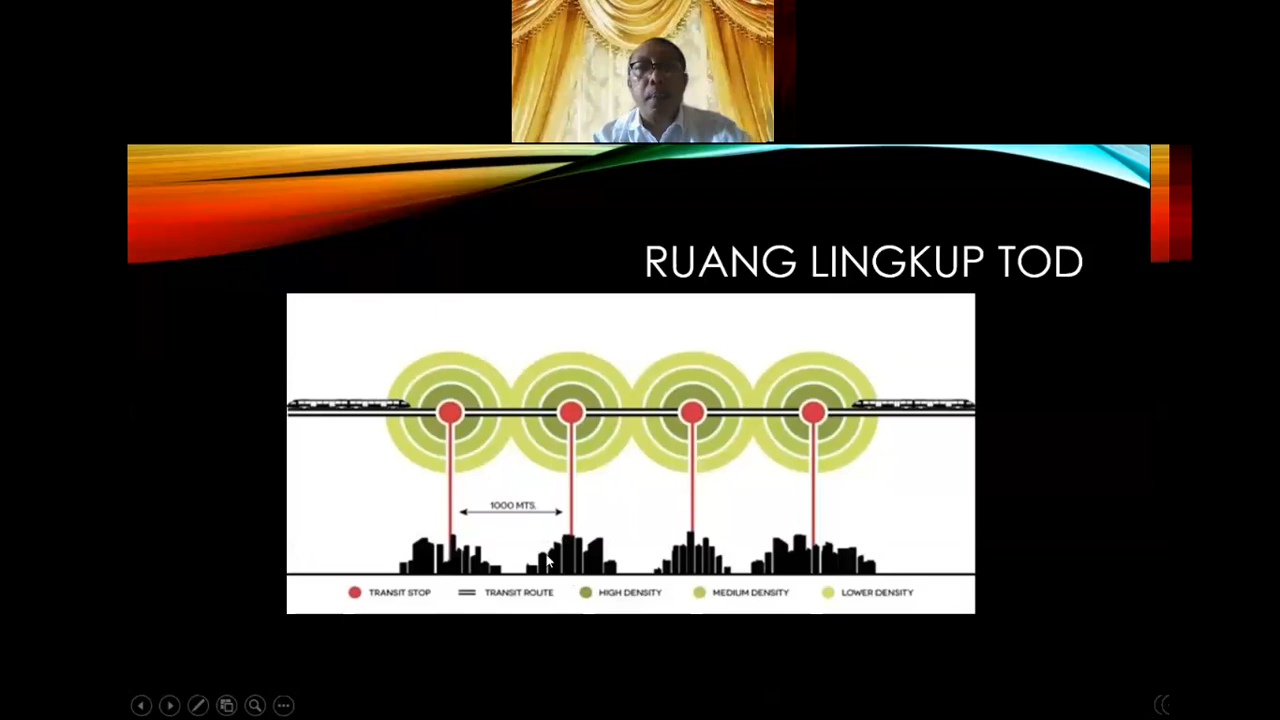 RUANG LINGKUP TOD
1000 MTS.
TRANSIT STOP TRANSIT ROUTE HIGH DENSITY MEDIUM DENSITY LOWER DENSITY